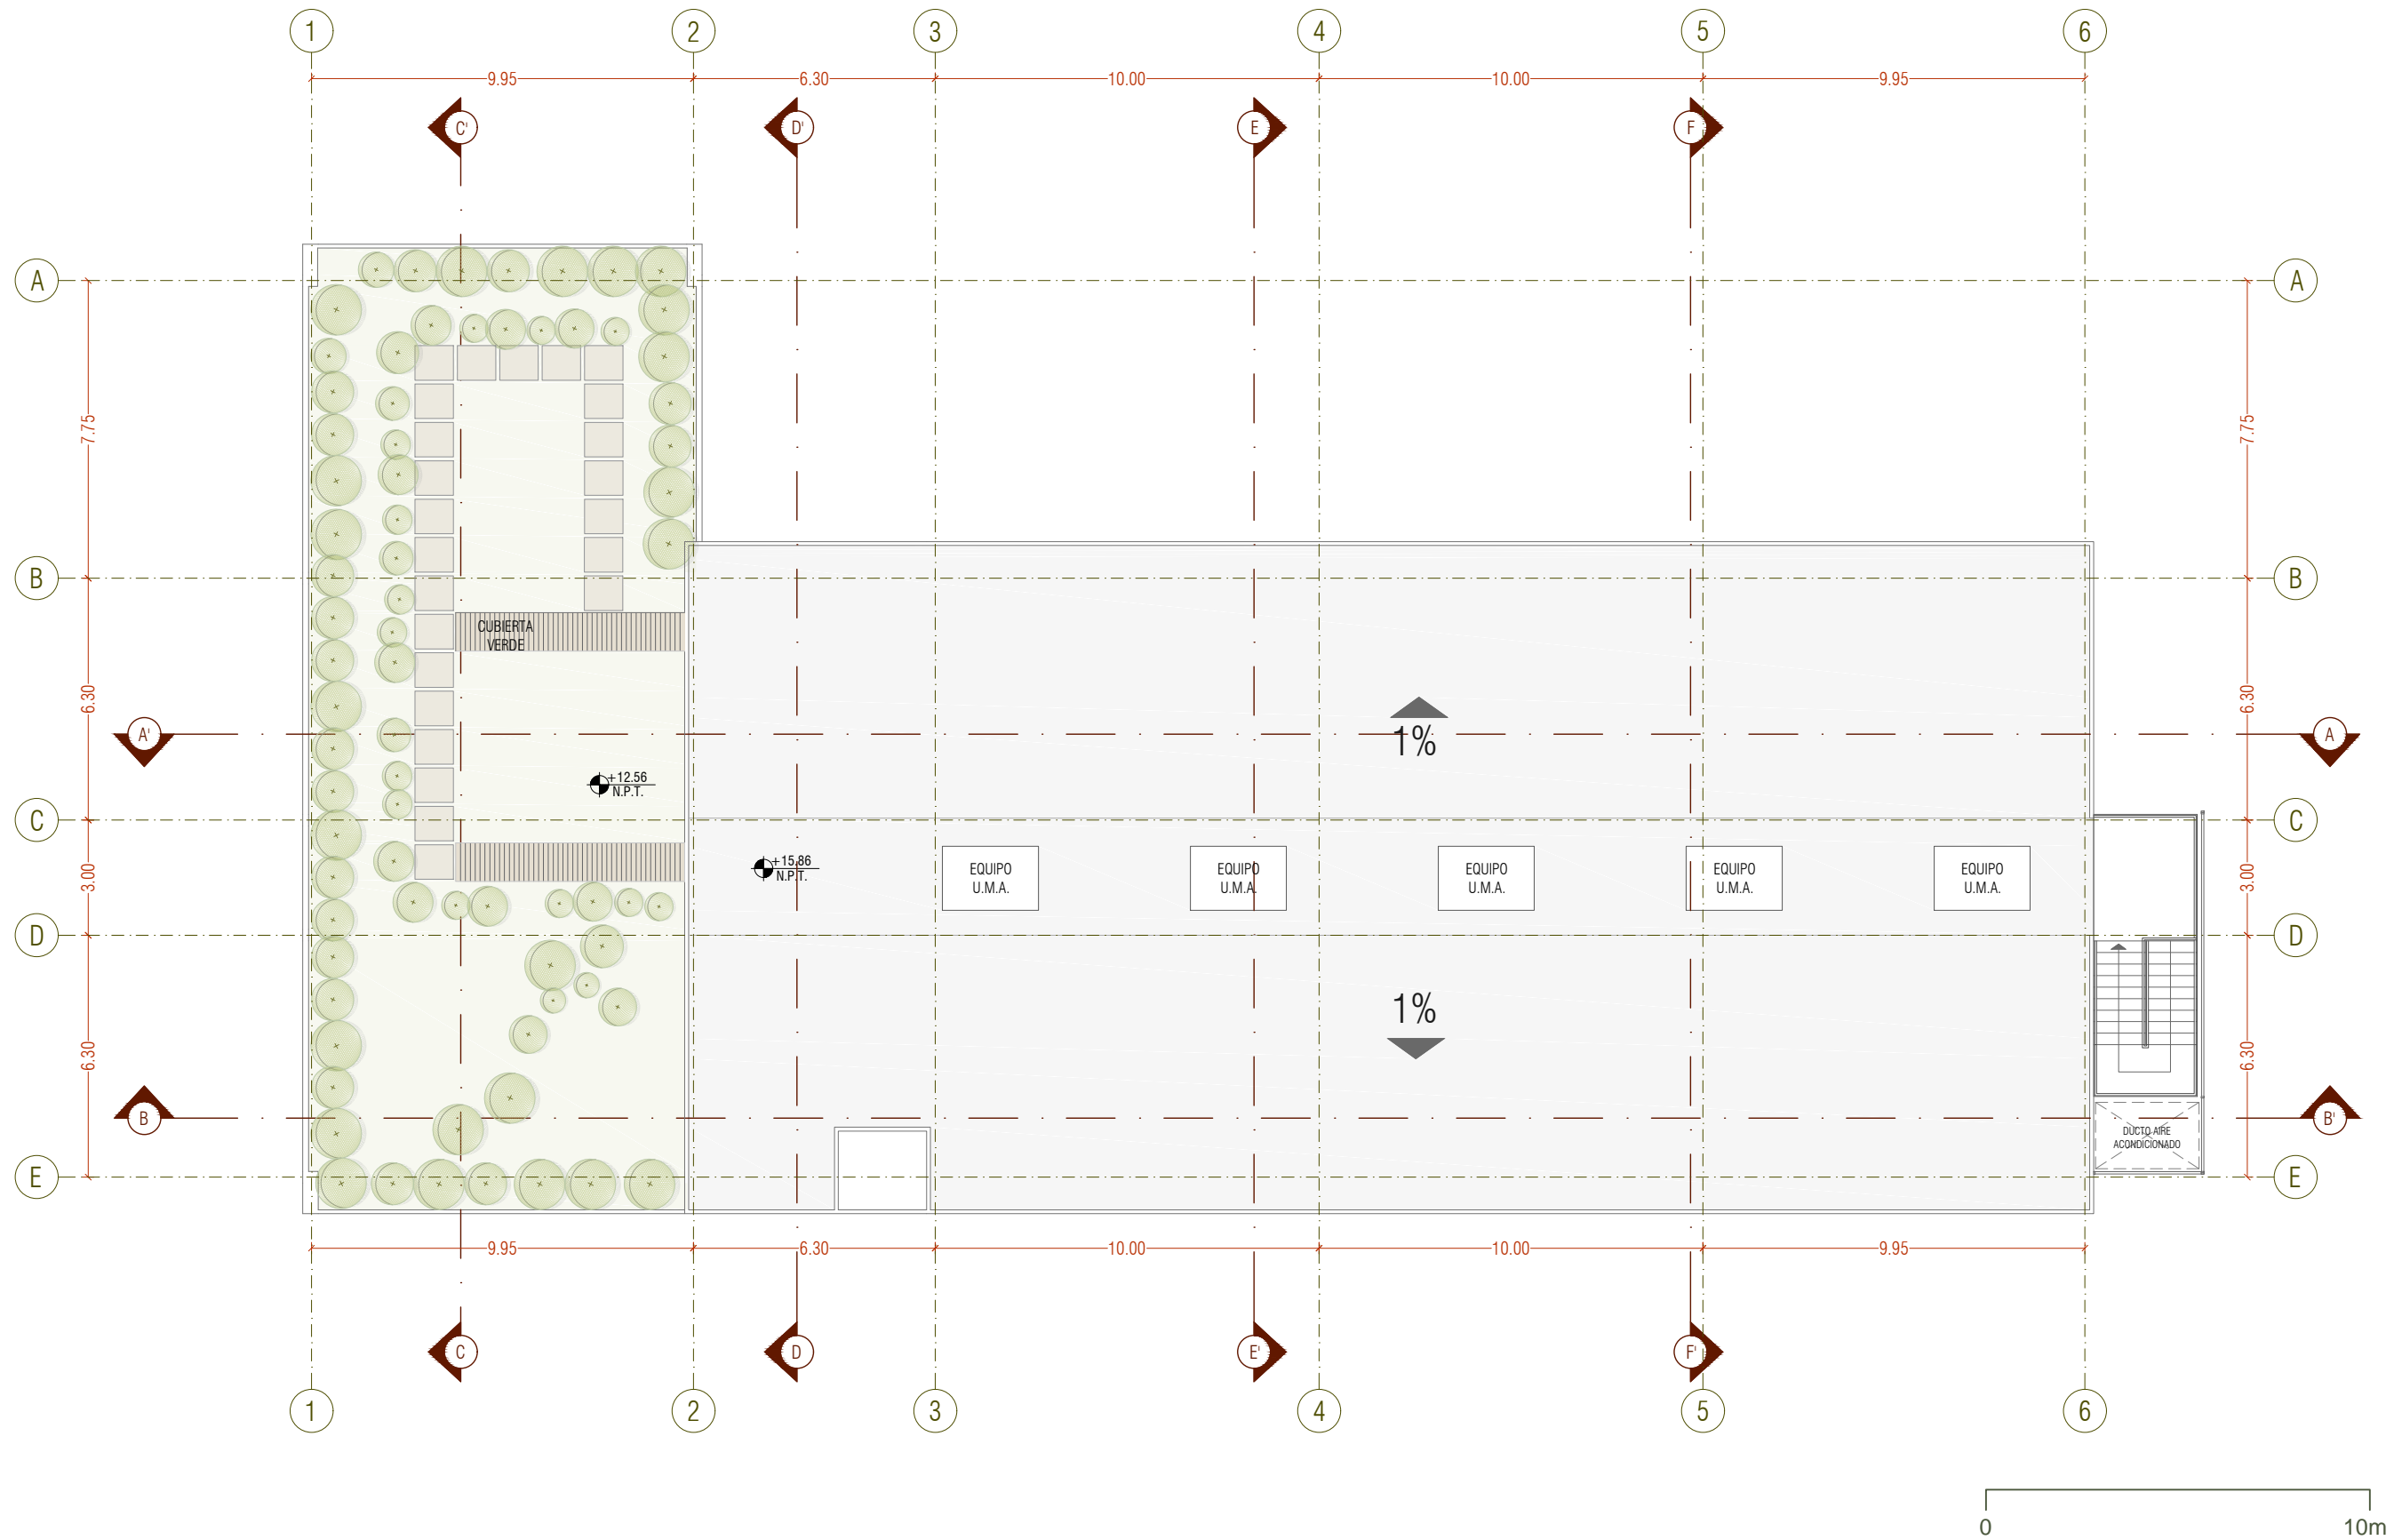 1 2 3 4 5 6
9.95 6.30 10.00 10.00 9.95
C' D' E F
A A
7.75 7.75
B B
CUBIERTA
VERDE
6.30 6.30
1%
A' A
+12.56
N.P.T.
C C
+15.86
N.P.T.
3.00 3.00
EQUIPO
U.M.A.
EQUIPO
U.M.A.
EQUIPO
U.M.A.
EQUIPO
U.M.A.
EQUIPO
U.M.A.
D D
1%
6.30 6.30
B B'
DUCTO AIRE
ACONDICIONADO
E E
9.95 6.30 10.00 10.00 9.95
C D E' F'
1 2 3 4 5 6
0 10m